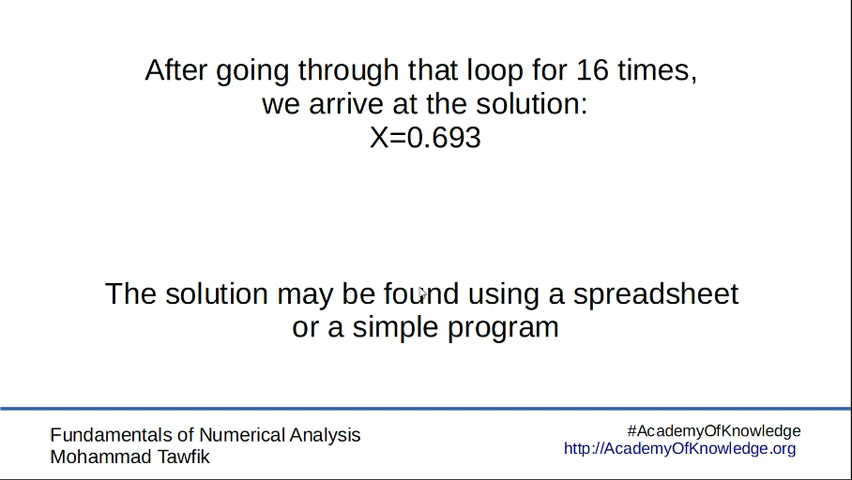 After going through that loop for 16 times,
we arrive at the solution:
X=0.693
The solution may be found using a spreadsheet
or a simple program
Fundamentals of Numerical Analysis
Mohammad Tawfik
#AcademyOfKnowledge
http://AcademyOfKnowledge.org